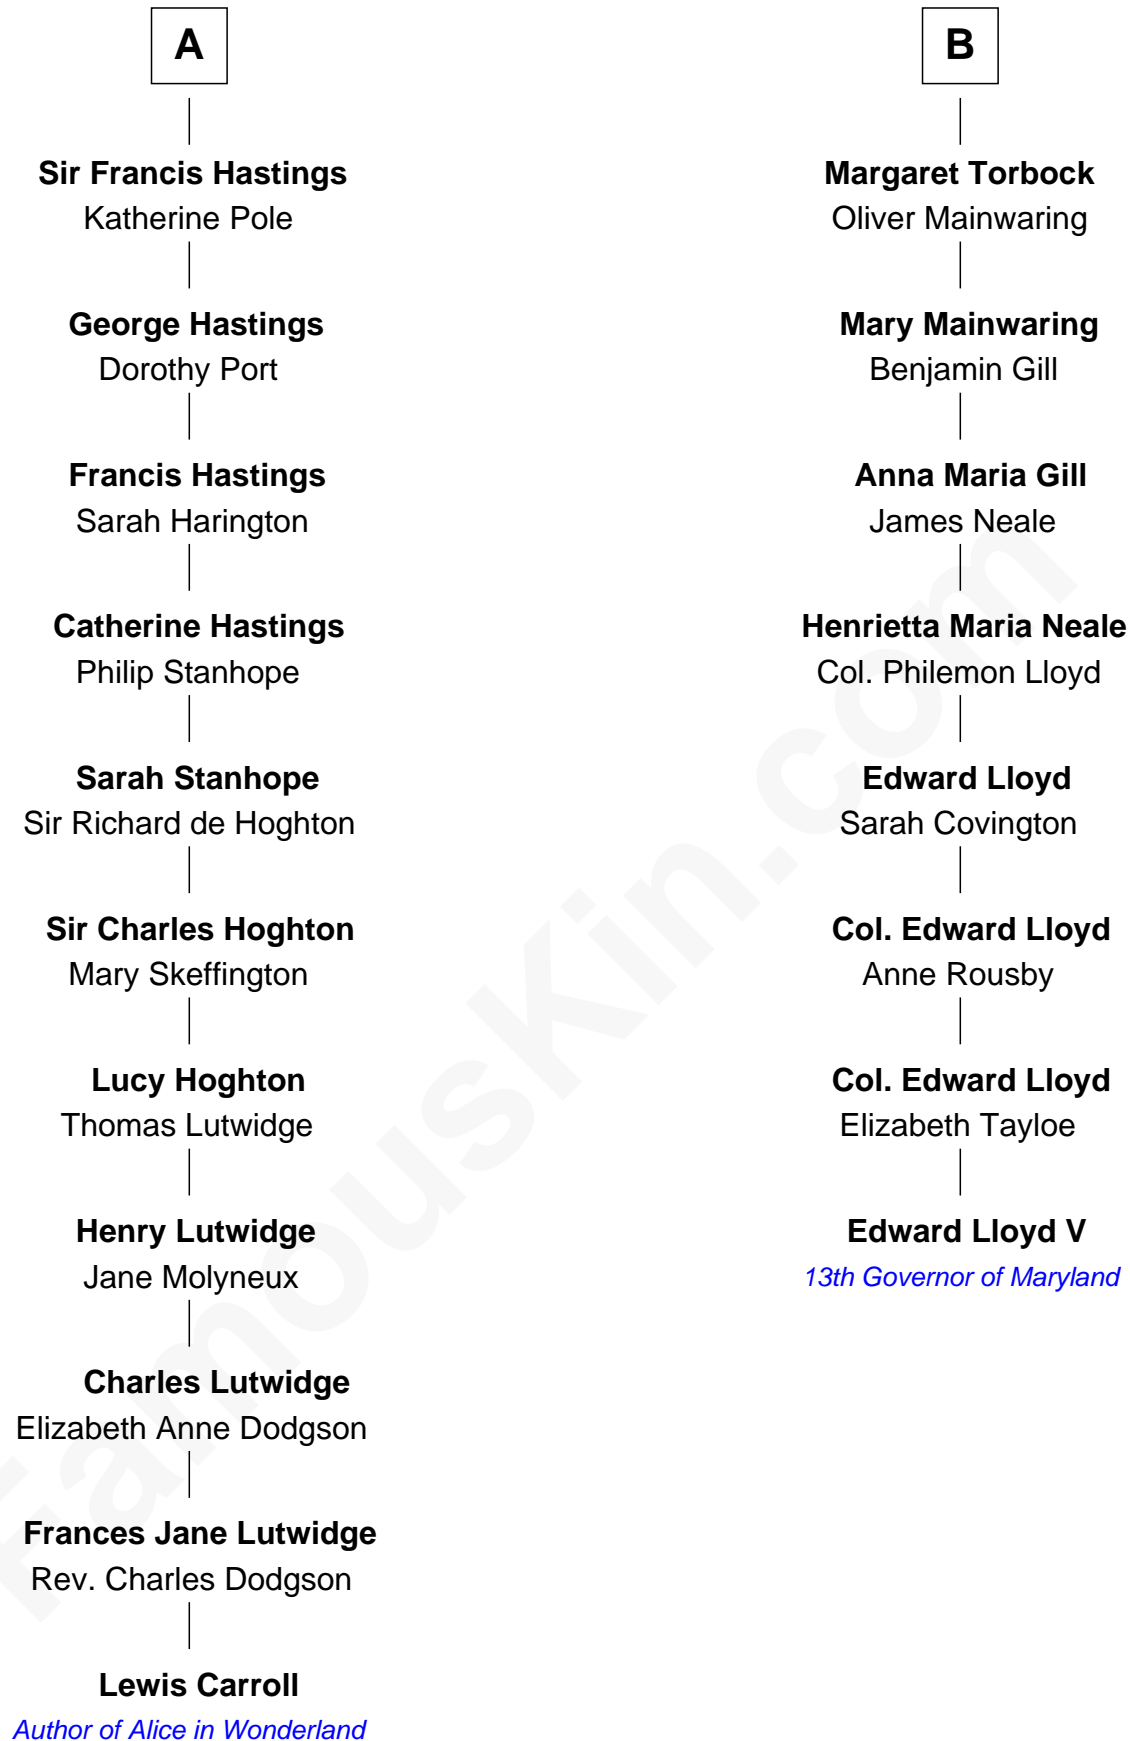 A
Sir Francis Hastings
Katherine Pole
George Hastings
Dorothy Port
Francis Hastings
Sarah Harington
Catherine Hastings
Philip Stanhope
Sarah Stanhope
Sir Richard de Hoghton
Sir Charles Hoghton
Mary Skeffington
Lucy Hoghton
Thomas Lutwidge
Henry Lutwidge
Jane Molyneux
Charles Lutwidge
Elizabeth Anne Dodgson
Frances Jane Lutwidge
Rev. Charles Dodgson
Lewis Carroll
Author of Alice in Wonderland
B
Margaret Torbock
Oliver Mainwaring
Mary Mainwaring
Benjamin Gill
Anna Maria Gill
James Neale
Henrietta Maria Neale
Col. Philemon Lloyd
Edward Lloyd
Sarah Covington
Col. Edward Lloyd
Anne Rousby
Col. Edward Lloyd
Elizabeth Tayloe
Edward Lloyd V
13th Governor of Maryland
FamousKin.com